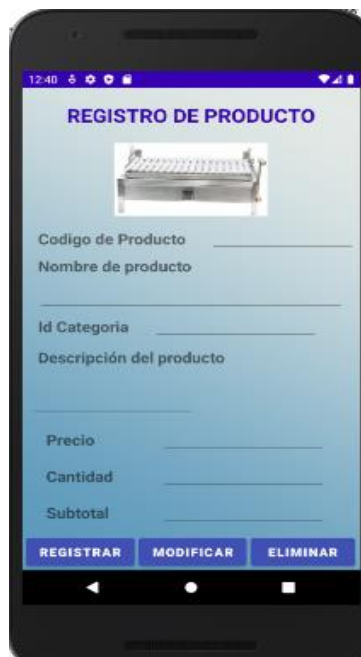 12:40
REGISTRO DE PRODUCTO
Codigo de Producto
Nombre de producto
Id Categoria
Descripción del producto
Precio
Cantidad
Subtotal
REGISTRAR MODIFICAR ELIMINAR